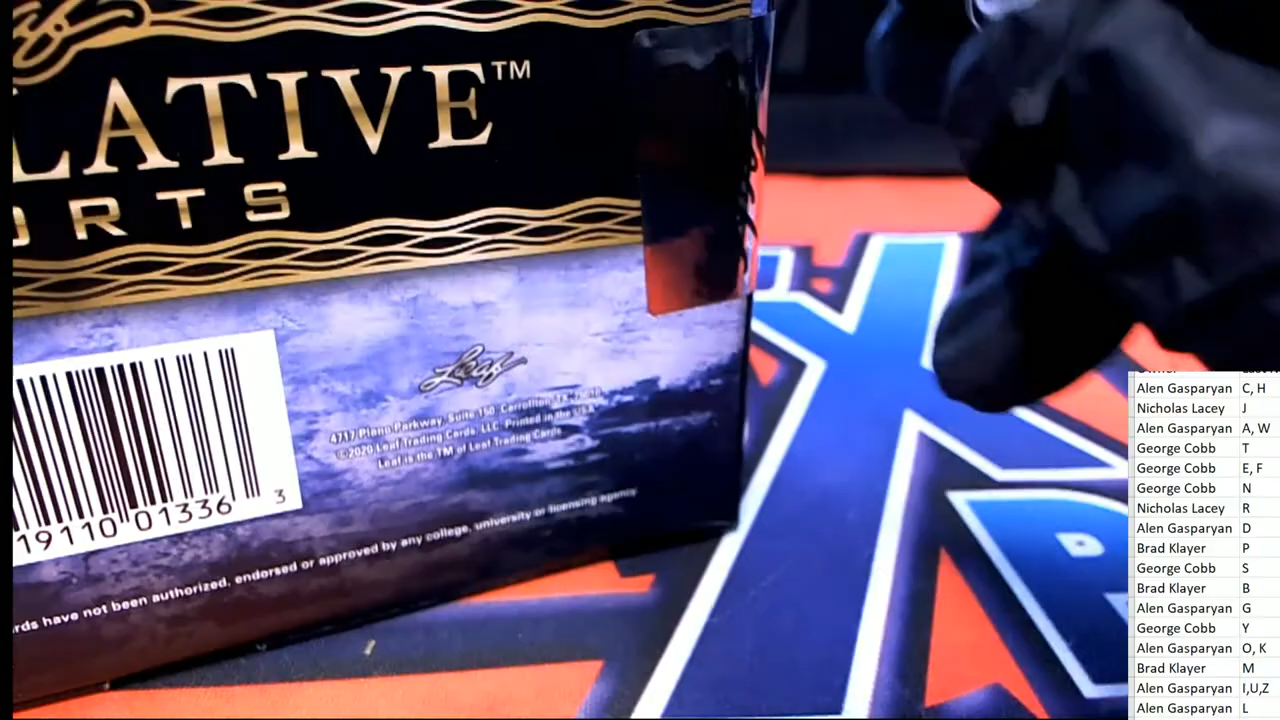 LATIVE™
ORTS
Leaf
4717 Plano Parkway, Suite 150, Carrollton, TX 75010
©2020 Leaf Trading Cards, LLC. Printed in the USA
Leaf is the TM of Leaf Trading Cards
19110 01336 3
rds have not been authorized, endorsed or approved by any college, university or licensing agency
Alen Gasparyan C, H
Nicholas Lacey J
Alen Gasparyan A, W
George Cobb T
George Cobb E, F
George Cobb N
Nicholas Lacey R
Alen Gasparyan D
Brad Klayer P
George Cobb S
Brad Klayer B
Alen Gasparyan G
George Cobb Y
Alen Gasparyan O, K
Brad Klayer M
Alen Gasparyan I,U,Z
Alen Gasparyan L